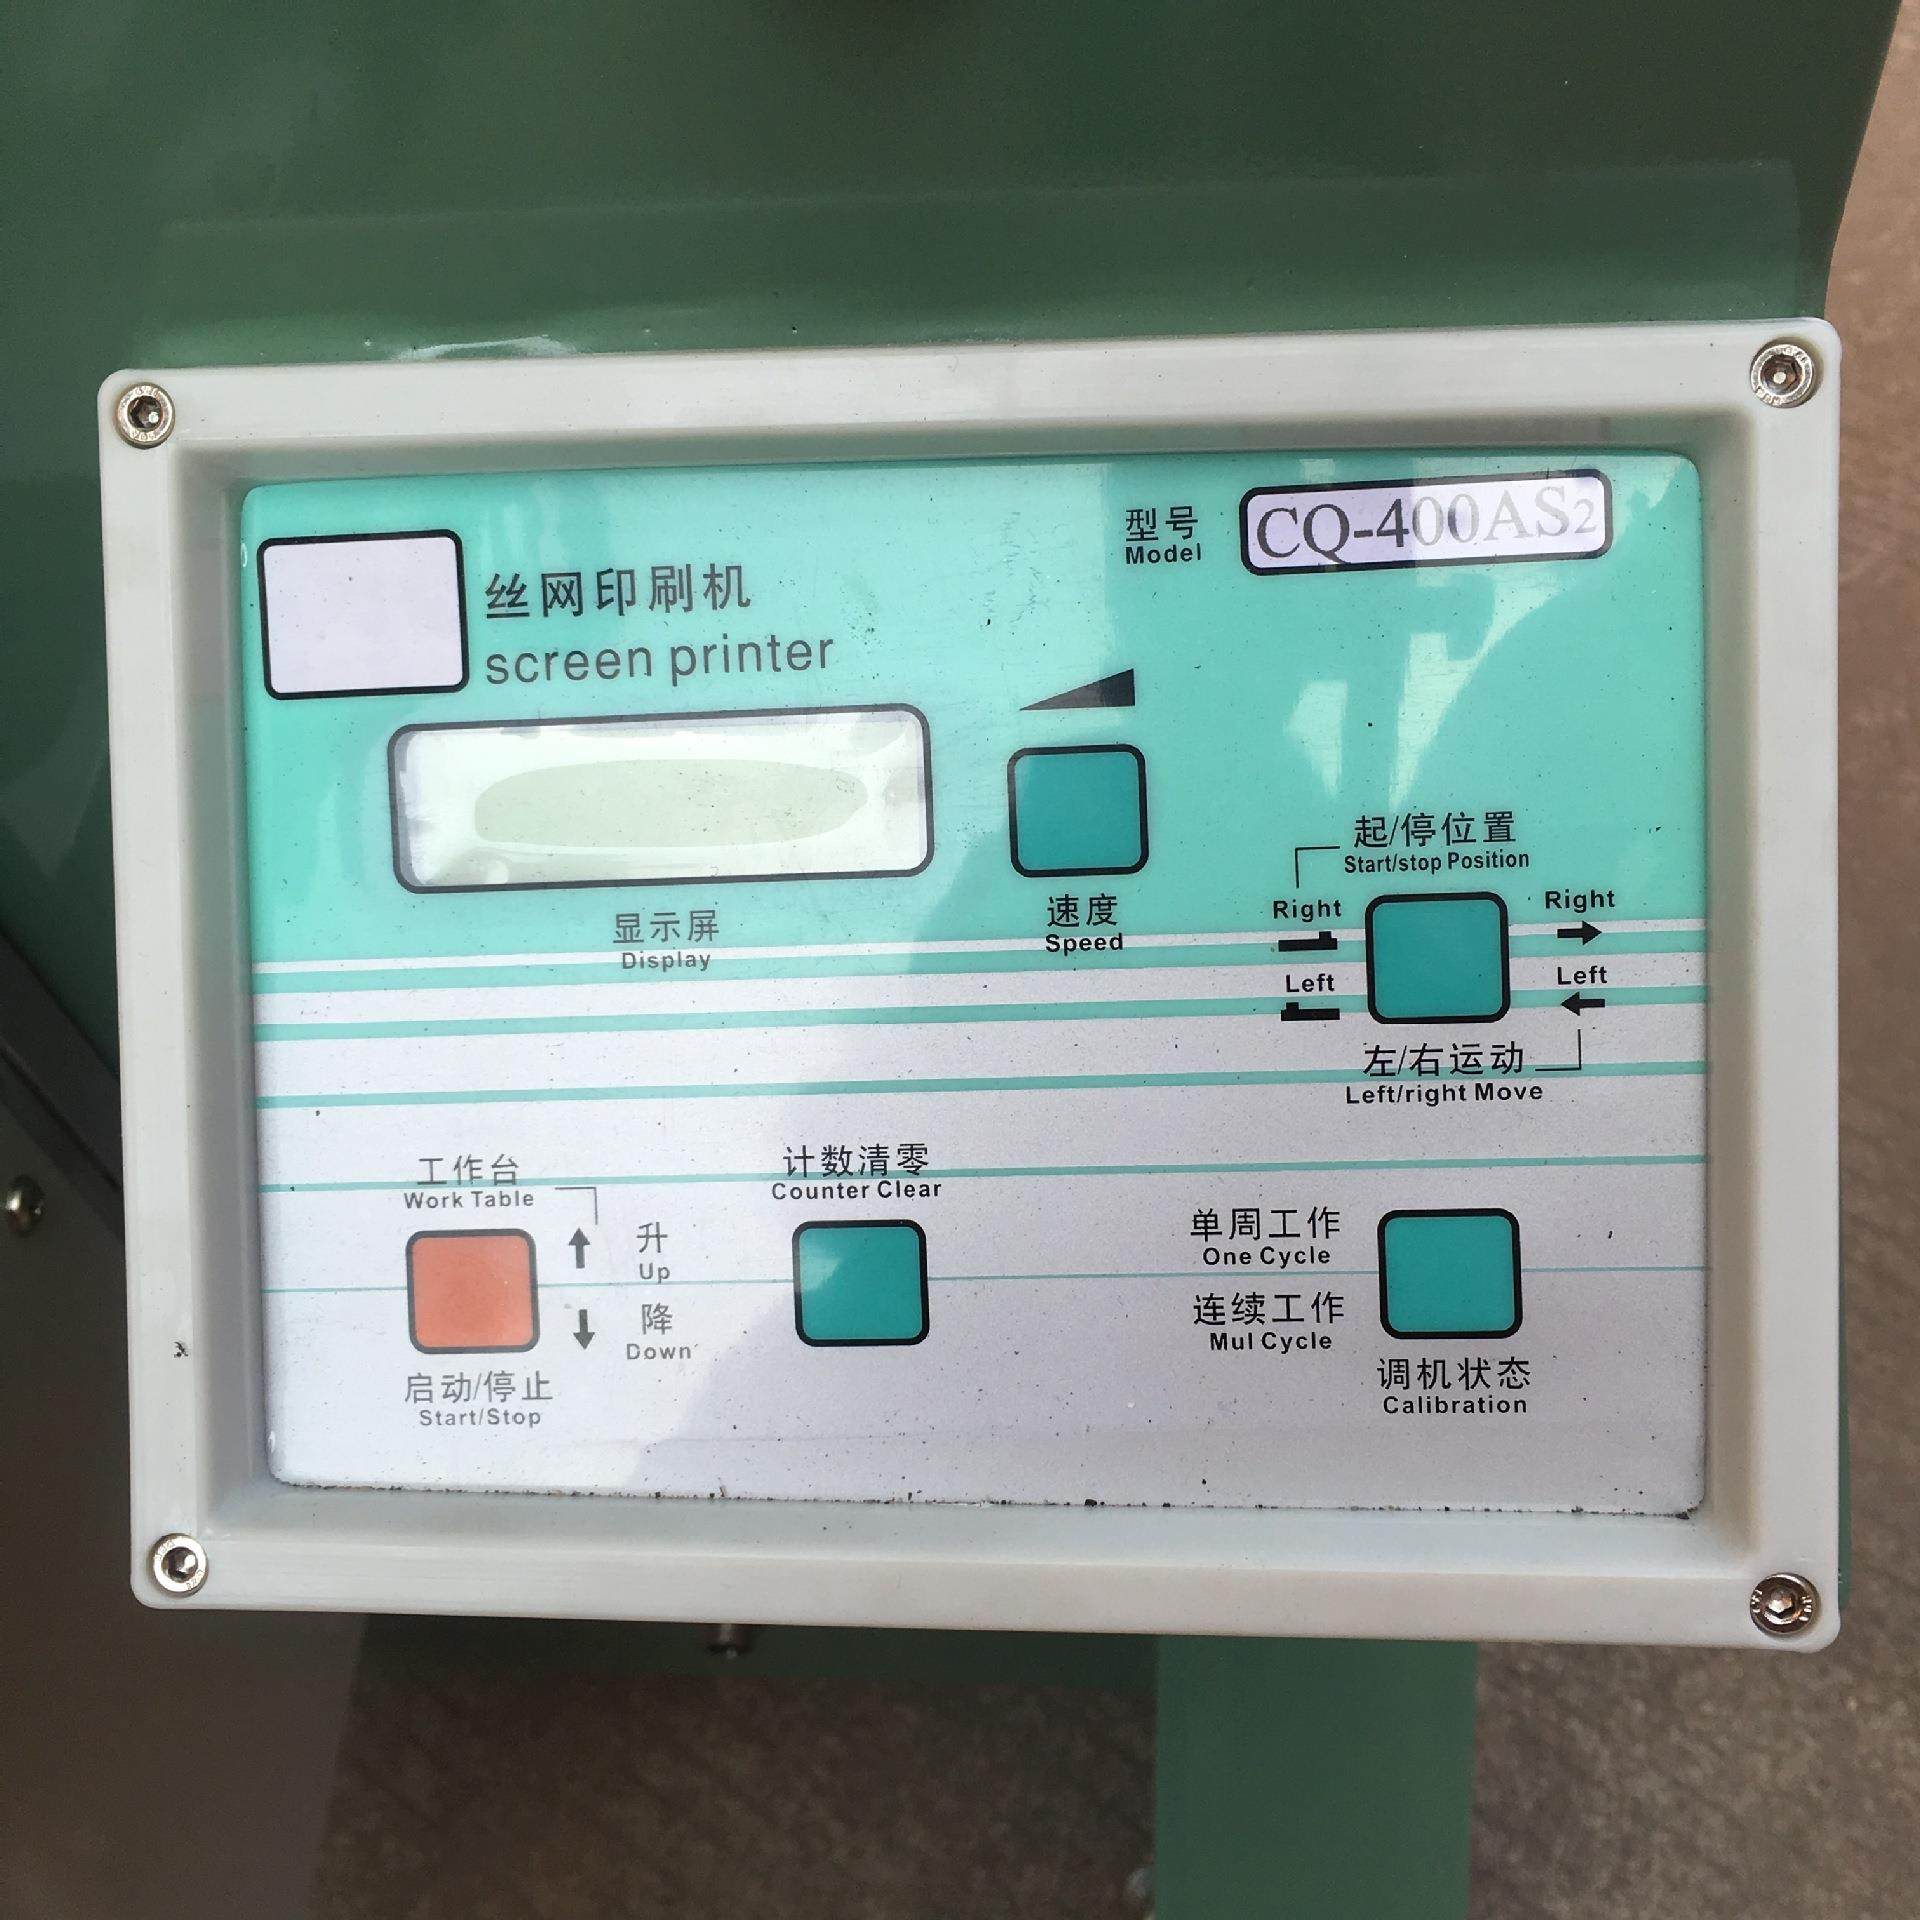 型号
Model
CQ-400AS2
丝网印刷机
screen printer
显示屏
Display
速度
Speed
起/停位置
Start/stop Position
Right
Right
Left
Left
左/右运动
Left/right Move
工作台
Work Table
升
Up
降
Down
启动/停止
Start/Stop
计数清零
Counter Clear
单周工作
One Cycle
连续工作
Mul Cycle
调机状态
Calibration